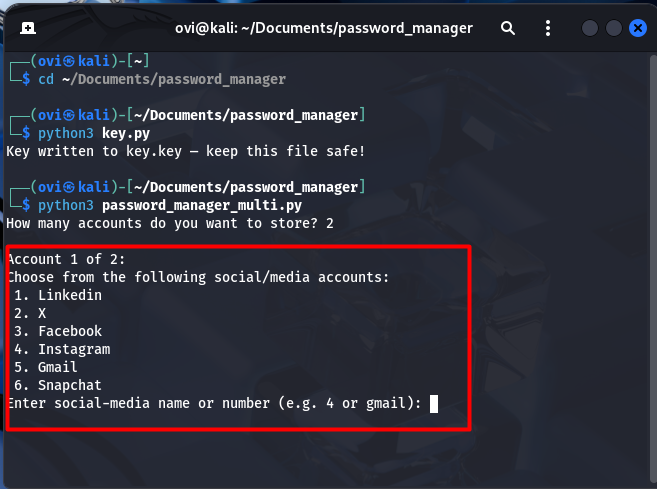 ovi@kali: ~/Documents/password_manager
┌──(ovi㉿kali)-[~]
└─$ cd ~/Documents/password_manager
┌──(ovi㉿kali)-[~/Documents/password_manager]
└─$ python3 key.py
Key written to key.key — keep this file safe!
┌──(ovi㉿kali)-[~/Documents/password_manager]
└─$ python3 password_manager_multi.py
How many accounts do you want to store? 2
Account 1 of 2:
Choose from the following social/media accounts:
1. Linkedin
2. X
3. Facebook
4. Instagram
5. Gmail
6. Snapchat
Enter social-media name or number (e.g. 4 or gmail):